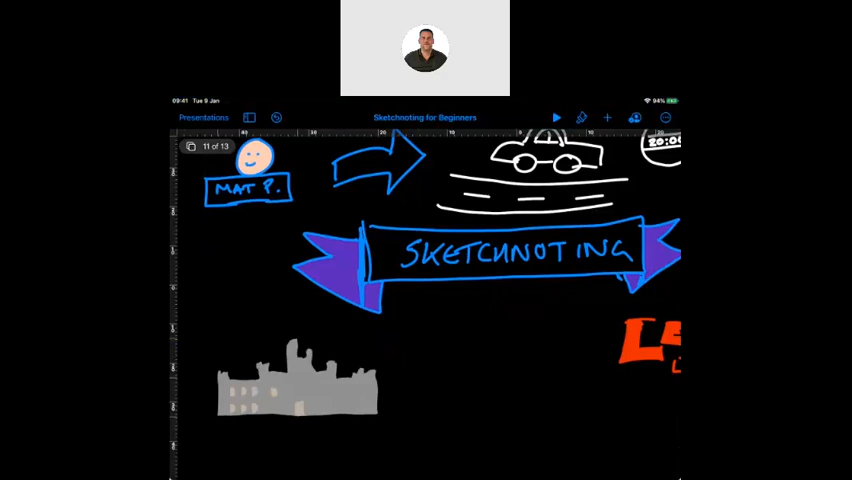 09:41 Tue 9 Jan
94%
Presentations
Sketchnoting for Beginners
11 of 13
20:00
MAT P.
SKETCHNOTING
L